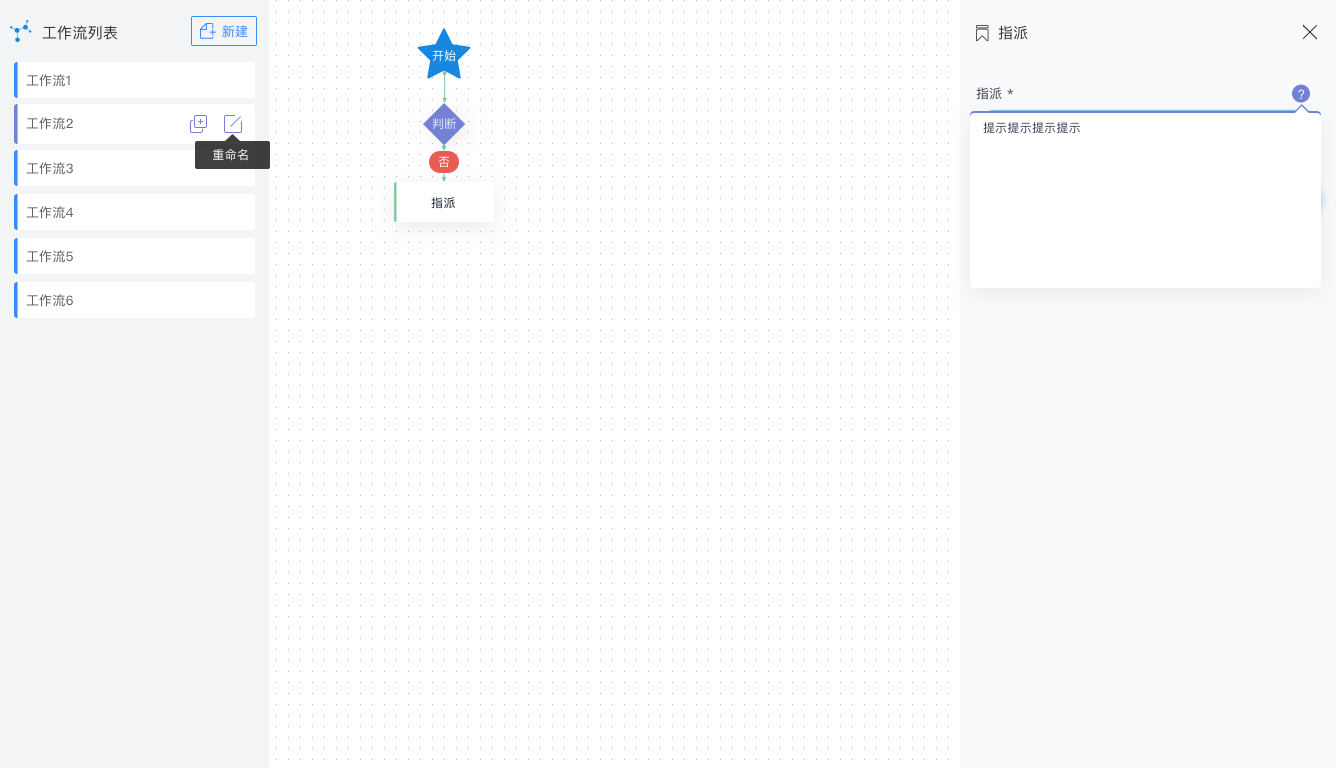 工作流列表
新建
工作流1
工作流2
重命名
工作流3
工作流4
工作流5
工作流6
开始
判断
否
指派
指派
指派 *
?
提示提示提示提示